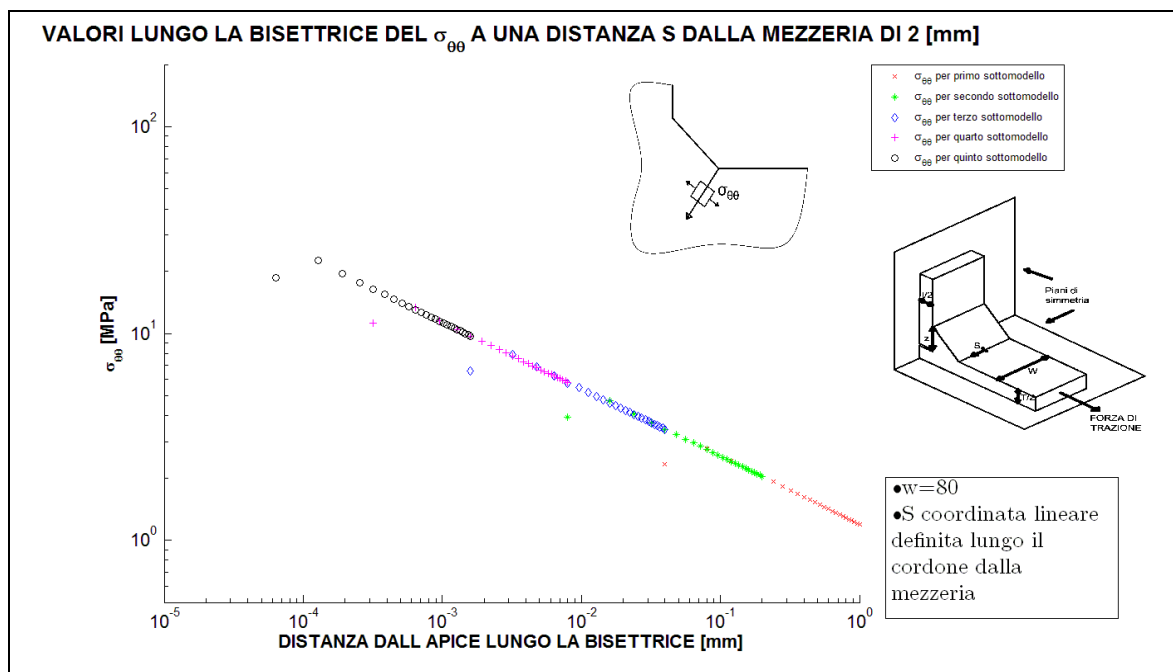 VALORI LUNGO LA BISETTRICE DEL σθθ A UNA DISTANZA S DALLA MEZZERIA DI 2 [mm]
σθθ per primo sottomodello
σθθ per secondo sottomodello
σθθ per terzo sottomodello
σθθ per quarto sottomodello
σθθ per quinto sottomodello
10²
10¹
10⁰
σθθ [MPa]
σθθ
Piani di
simmetria
z
S
W
T/2
FORZA DI
TRAZIONE
●w=80
●S coordinata lineare
definita lungo il
cordone dalla
mezzeria
10⁻⁵
10⁻⁴
10⁻³
10⁻²
10⁻¹
10⁰
DISTANZA DALL APICE LUNGO LA BISETTRICE [mm]